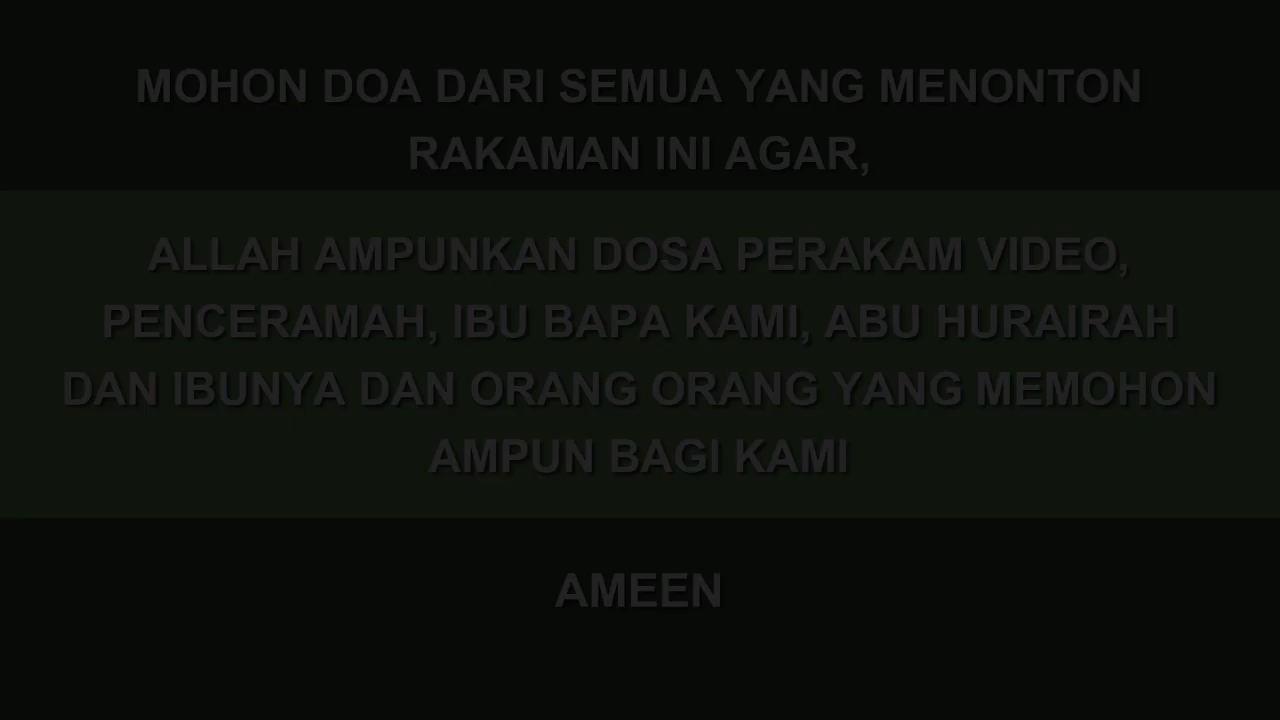 MOHON DOA DARI SEMUA YANG MENONTON
RAKAMAN INI AGAR,
ALLAH AMPUNKAN DOSA PERAKAM VIDEO,
PENCERAMAH, IBU BAPA KAMI, ABU HURAIRAH
DAN IBUNYA DAN ORANG ORANG YANG MEMOHON
AMPUN BAGI KAMI
AMEEN